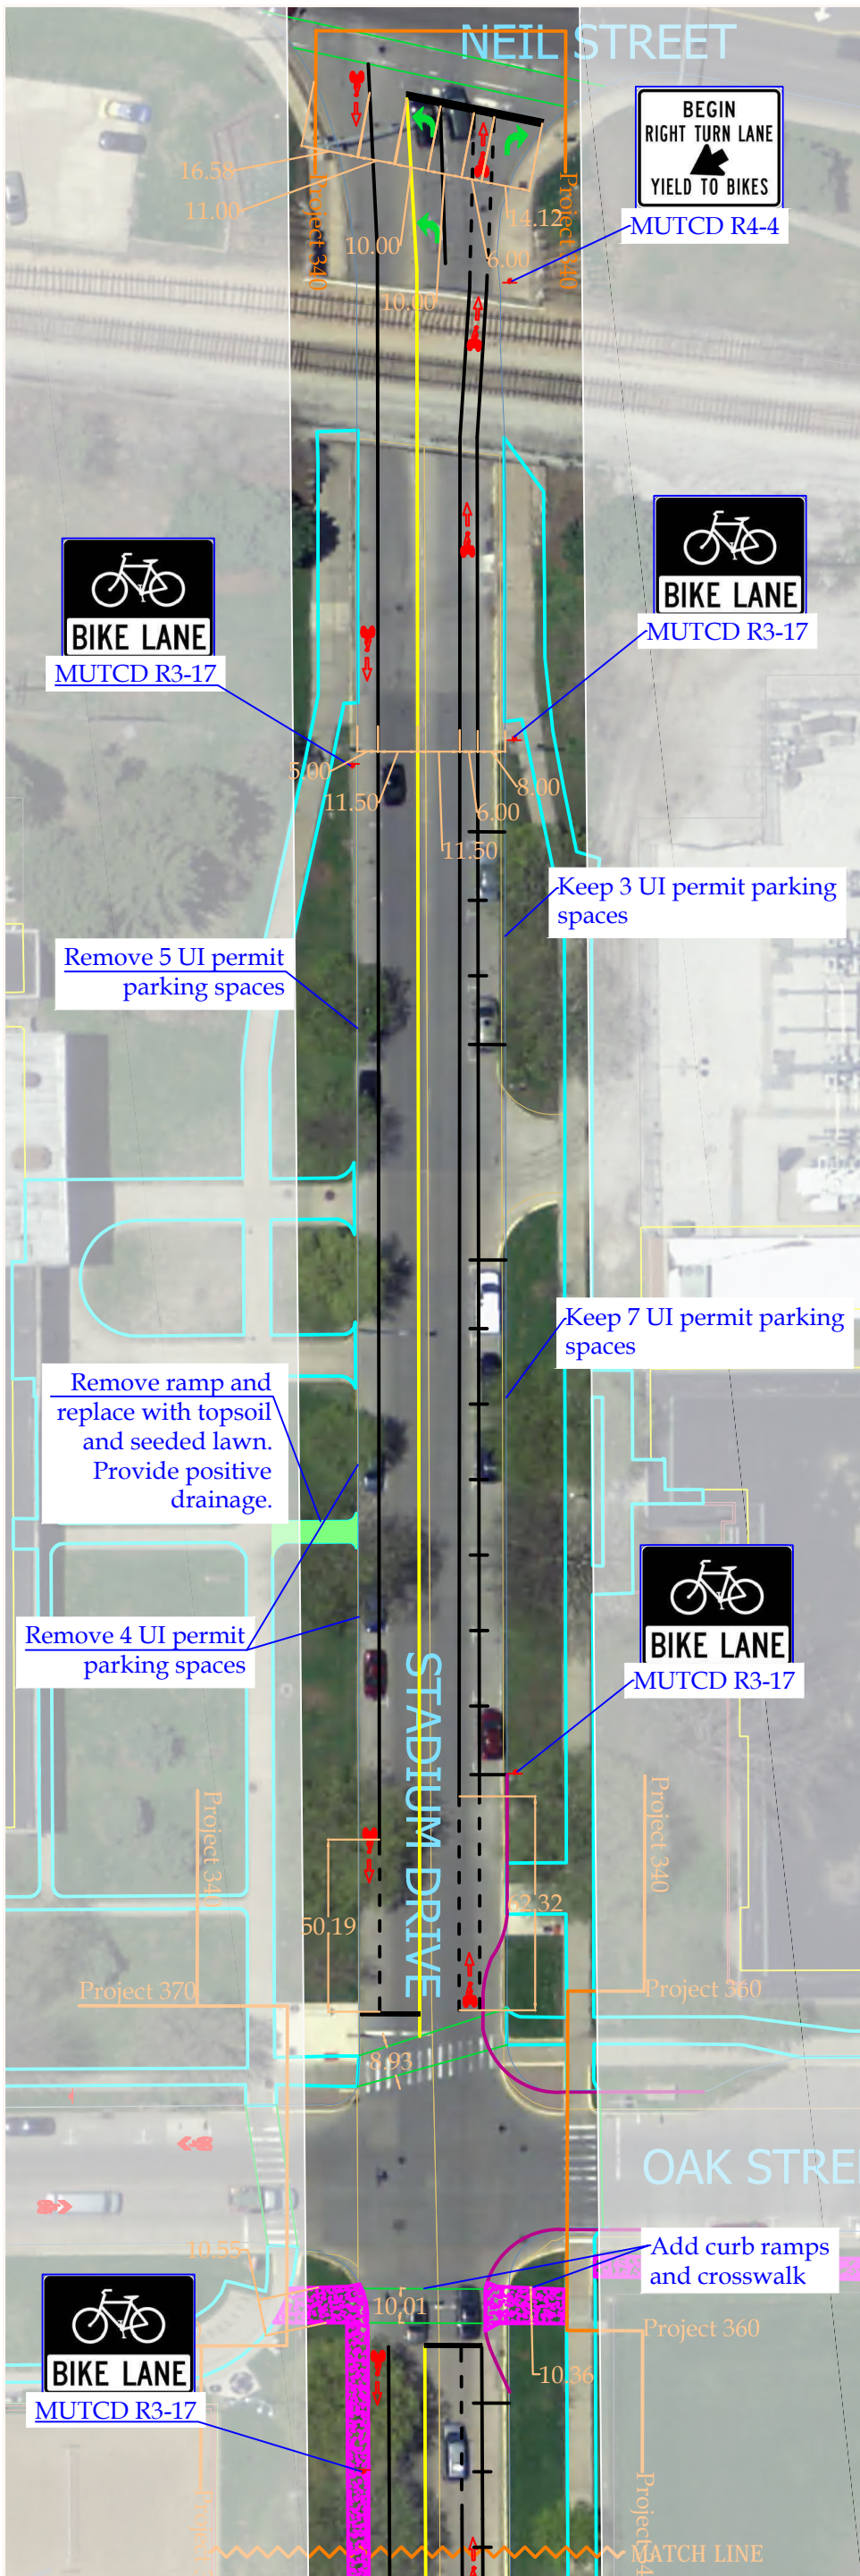 NEIL STREET
BEGIN
RIGHT TURN LANE
YIELD TO BIKES
MUTCD R4-4
16.58
11.00
Project 340
Project 340
10.00
14.12
6.00
10.00
BIKE LANE
MUTCD R3-17
BIKE LANE
MUTCD R3-17
5.00
11.50
8.00
6.00
11.50
Keep 3 UI permit parking
spaces
Remove 5 UI permit
parking spaces
Keep 7 UI permit parking
spaces
Remove ramp and
replace with topsoil
and seeded lawn.
Provide positive
drainage.
Remove 4 UI permit
parking spaces
BIKE LANE
MUTCD R3-17
STADIUM DRIVE
Project 340
Project 340
50.19
Project 370
Project 360
8.93
OAK STRE
10.55
Add curb ramps
and crosswalk
10.01
Project 360
10.36
BIKE LANE
MUTCD R3-17
MATCH LINE